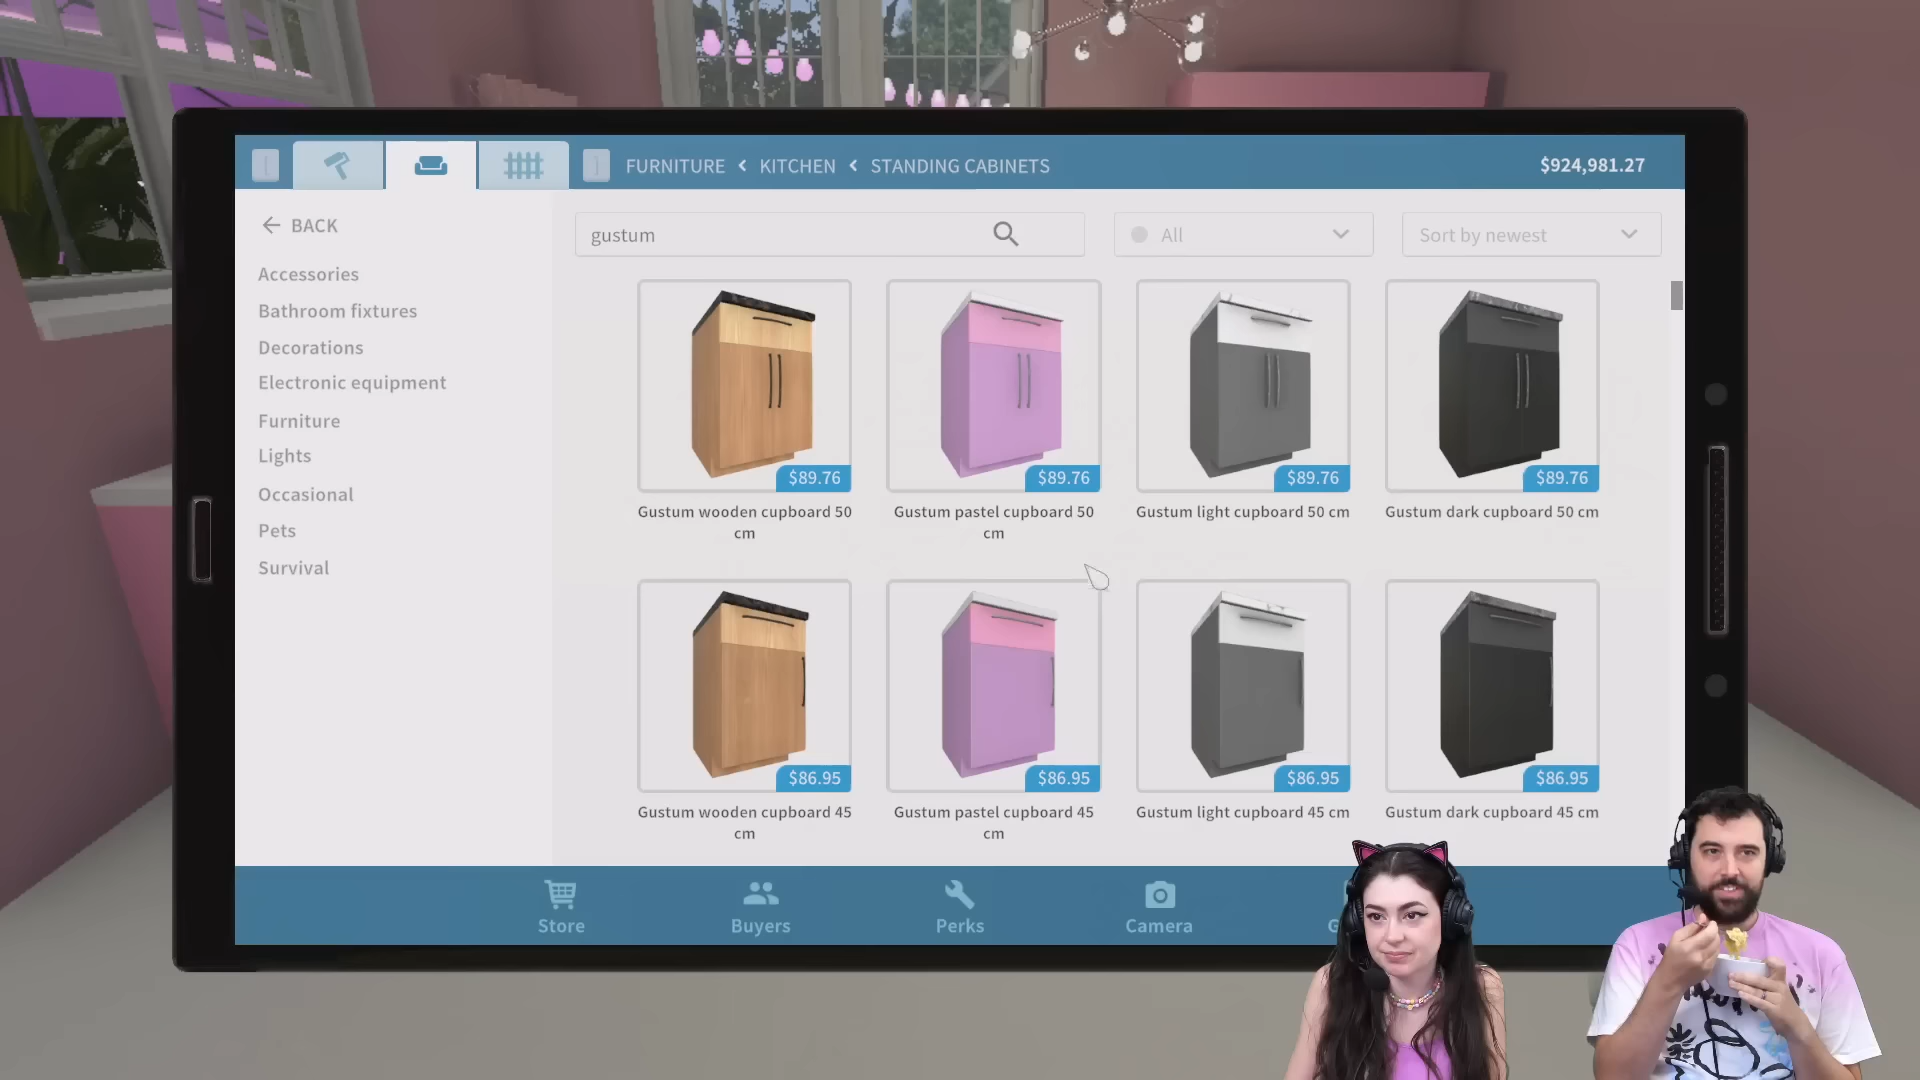 FURNITURE < KITCHEN < STANDING CABINETS
$924,981.27
BACK
Accessories
Bathroom fixtures
Decorations
Electronic equipment
Furniture
Lights
Occasional
Pets
Survival
gustum
All
Sort by newest
$89.76
$89.76
$89.76
$89.76
Gustum wooden cupboard 50
cm
Gustum pastel cupboard 50
cm
Gustum light cupboard 50 cm
Gustum dark cupboard 50 cm
$86.95
$86.95
$86.95
$86.95
Gustum wooden cupboard 45
cm
Gustum pastel cupboard 45
cm
Gustum light cupboard 45 cm
Gustum dark cupboard 45 cm
Store
Buyers
Perks
Camera